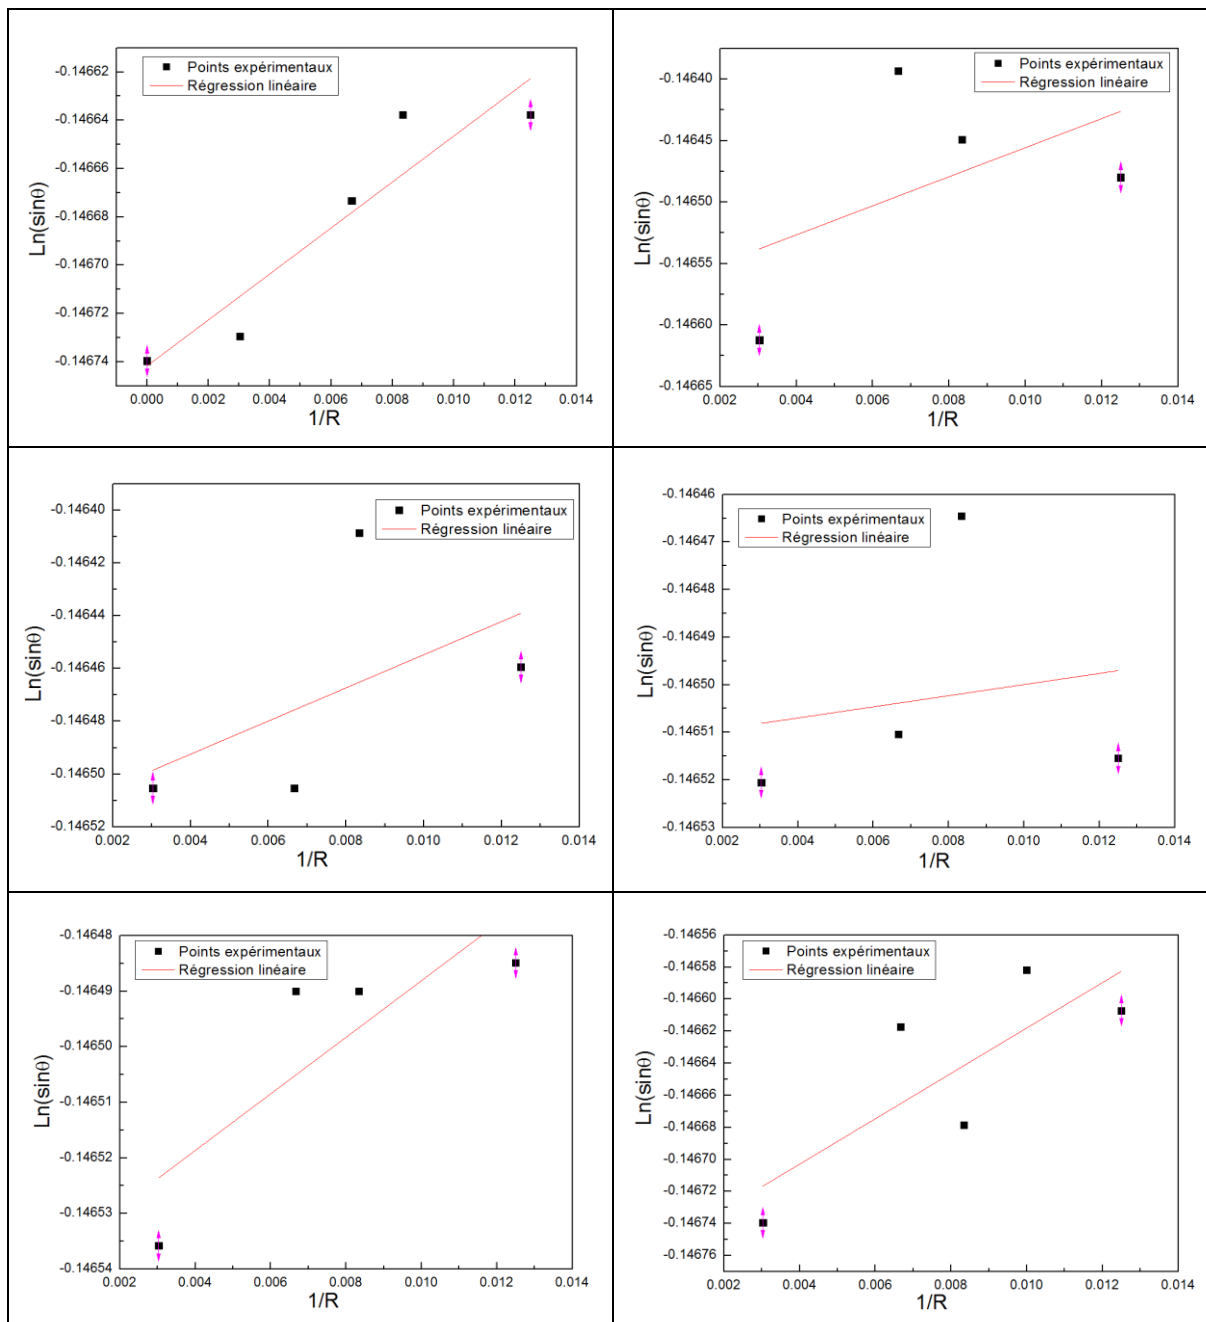 Points expérimentaux
Régression linéaire
-0.14662
-0.14664
-0.14666
-0.14668
-0.14670
-0.14672
-0.14674
Ln(sinθ)
0.000 0.002 0.004 0.006 0.008 0.010 0.012 0.014
1/R
Points expérimentaux
Régression linéaire
-0.14640
-0.14645
-0.14650
-0.14655
-0.14660
-0.14665
Ln(sinθ)
0.002 0.004 0.006 0.008 0.010 0.012 0.014
1/R
Points expérimentaux
Régression linéaire
-0.14640
-0.14642
-0.14644
-0.14646
-0.14648
-0.14650
-0.14652
Ln(sinθ)
0.002 0.004 0.006 0.008 0.010 0.012 0.014
1/R
Points expérimentaux
Régression linéaire
-0.14646
-0.14647
-0.14648
-0.14649
-0.14650
-0.14651
-0.14652
-0.14653
Ln(sinθ)
0.002 0.004 0.006 0.008 0.010 0.012 0.014
1/R
Points expérimentaux
Régression linéaire
-0.14648
-0.14649
-0.14650
-0.14651
-0.14652
-0.14653
-0.14654
Ln(sinθ)
0.002 0.004 0.006 0.008 0.010 0.012 0.014
1/R
Points expérimentaux
Régression linéaire
-0.14656
-0.14658
-0.14660
-0.14662
-0.14664
-0.14666
-0.14668
-0.14670
-0.14672
-0.14674
-0.14676
Ln(sinθ)
0.002 0.004 0.006 0.008 0.010 0.012 0.014
1/R